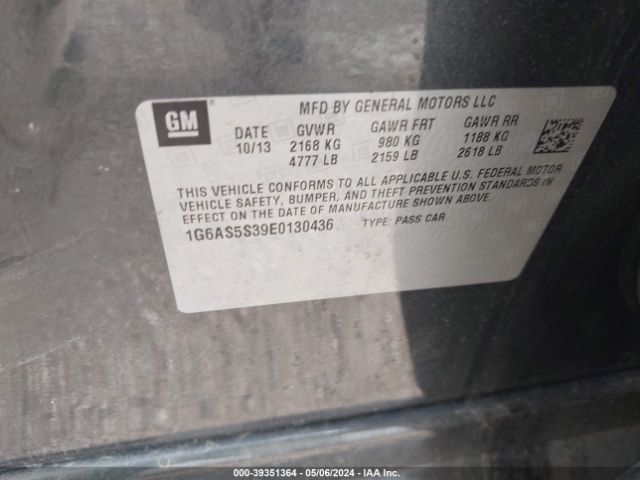 GM
MFD BY GENERAL MOTORS LLC
DATE GVWR GAWR FRT GAWR RR
10/13 2168 KG 980 KG 1188 KG
4777 LB 2159 LB 2618 LB
THIS VEHICLE CONFORMS TO ALL APPLICABLE U.S. FEDERAL MOTOR
VEHICLE SAFETY, BUMPER, AND THEFT PREVENTION STANDARDS IN
EFFECT ON THE DATE OF MANUFACTURE SHOWN ABOVE.
1G6AS5S39E0130436 TYPE: PASS CAR
000-39351364 - 05/06/2024 - IAA Inc.